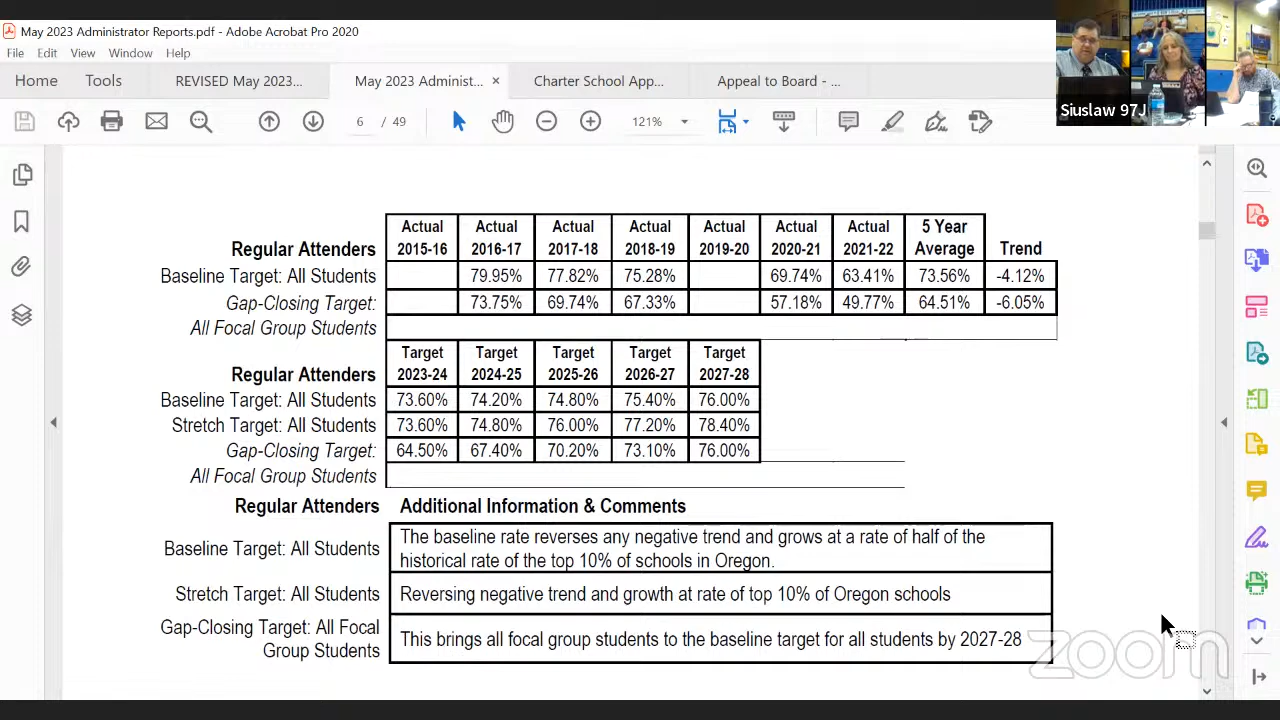 May 2023 Administrator Reports.pdf - Adobe Acrobat Pro 2020
File Edit View Window Help
Home Tools REVISED May 2023... May 2023 Administ... × Charter School App... Appeal to Board - ...
6 / 49 121%
Siuslaw 97J
Regular Attenders Actual 2015-16 Actual 2016-17 Actual 2017-18 Actual 2018-19 Actual 2019-20 Actual 2020-21 Actual 2021-22 5 Year Average Trend
Baseline Target: All Students 79.95% 77.82% 75.28% 69.74% 63.41% 73.56% -4.12%
Gap-Closing Target: 73.75% 69.74% 67.33% 57.18% 49.77% 64.51% -6.05%
All Focal Group Students
Regular Attenders Target 2023-24 Target 2024-25 Target 2025-26 Target 2026-27 Target 2027-28
Baseline Target: All Students 73.60% 74.20% 74.80% 75.40% 76.00%
Stretch Target: All Students 73.60% 74.80% 76.00% 77.20% 78.40%
Gap-Closing Target: 64.50% 67.40% 70.20% 73.10% 76.00%
All Focal Group Students
Regular Attenders Additional Information & Comments
Baseline Target: All Students The baseline rate reverses any negative trend and grows at a rate of half of the
historical rate of the top 10% of schools in Oregon.
Stretch Target: All Students Reversing negative trend and growth at rate of top 10% of Oregon schools
Gap-Closing Target: All Focal
Group Students This brings all focal group students to the baseline target for all students by 2027-28
zoom